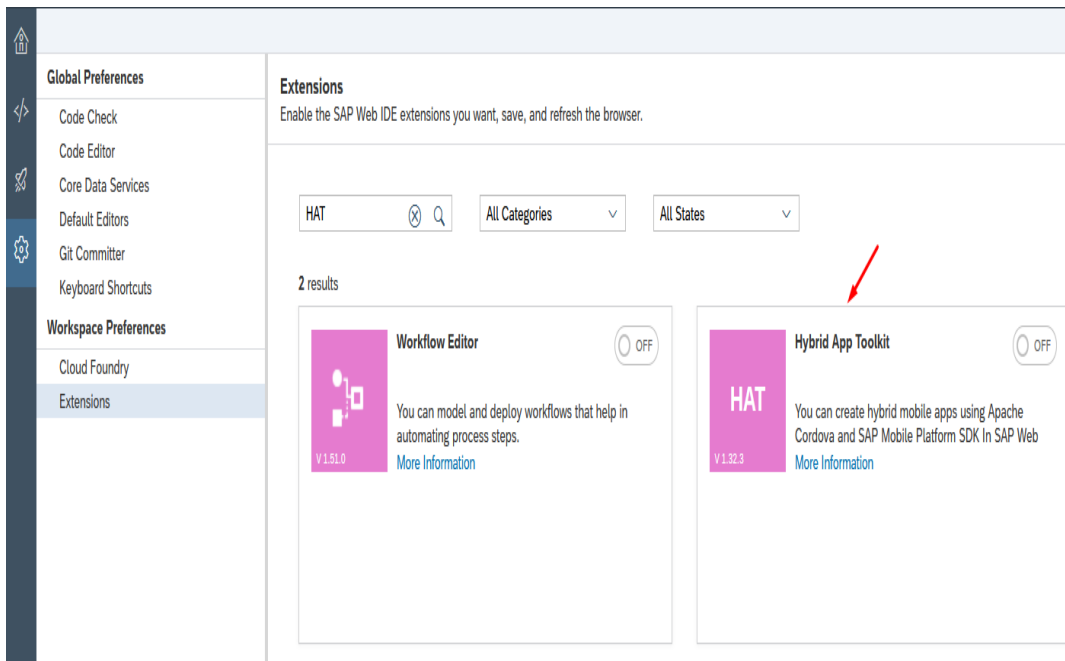 Global Preferences
Code Check
Code Editor
Core Data Services
Default Editors
Git Committer
Keyboard Shortcuts
Workspace Preferences
Cloud Foundry
Extensions
Extensions
Enable the SAP Web IDE extensions you want, save, and refresh the browser.
HAT
All Categories
All States
2 results
Workflow Editor
OFF
You can model and deploy workflows that help in
automating process steps.
More Information
V 1.51.0
Hybrid App Toolkit
OFF
HAT
You can create hybrid mobile apps using Apache
Cordova and SAP Mobile Platform SDK In SAP Web
More Information
V 1.32.3